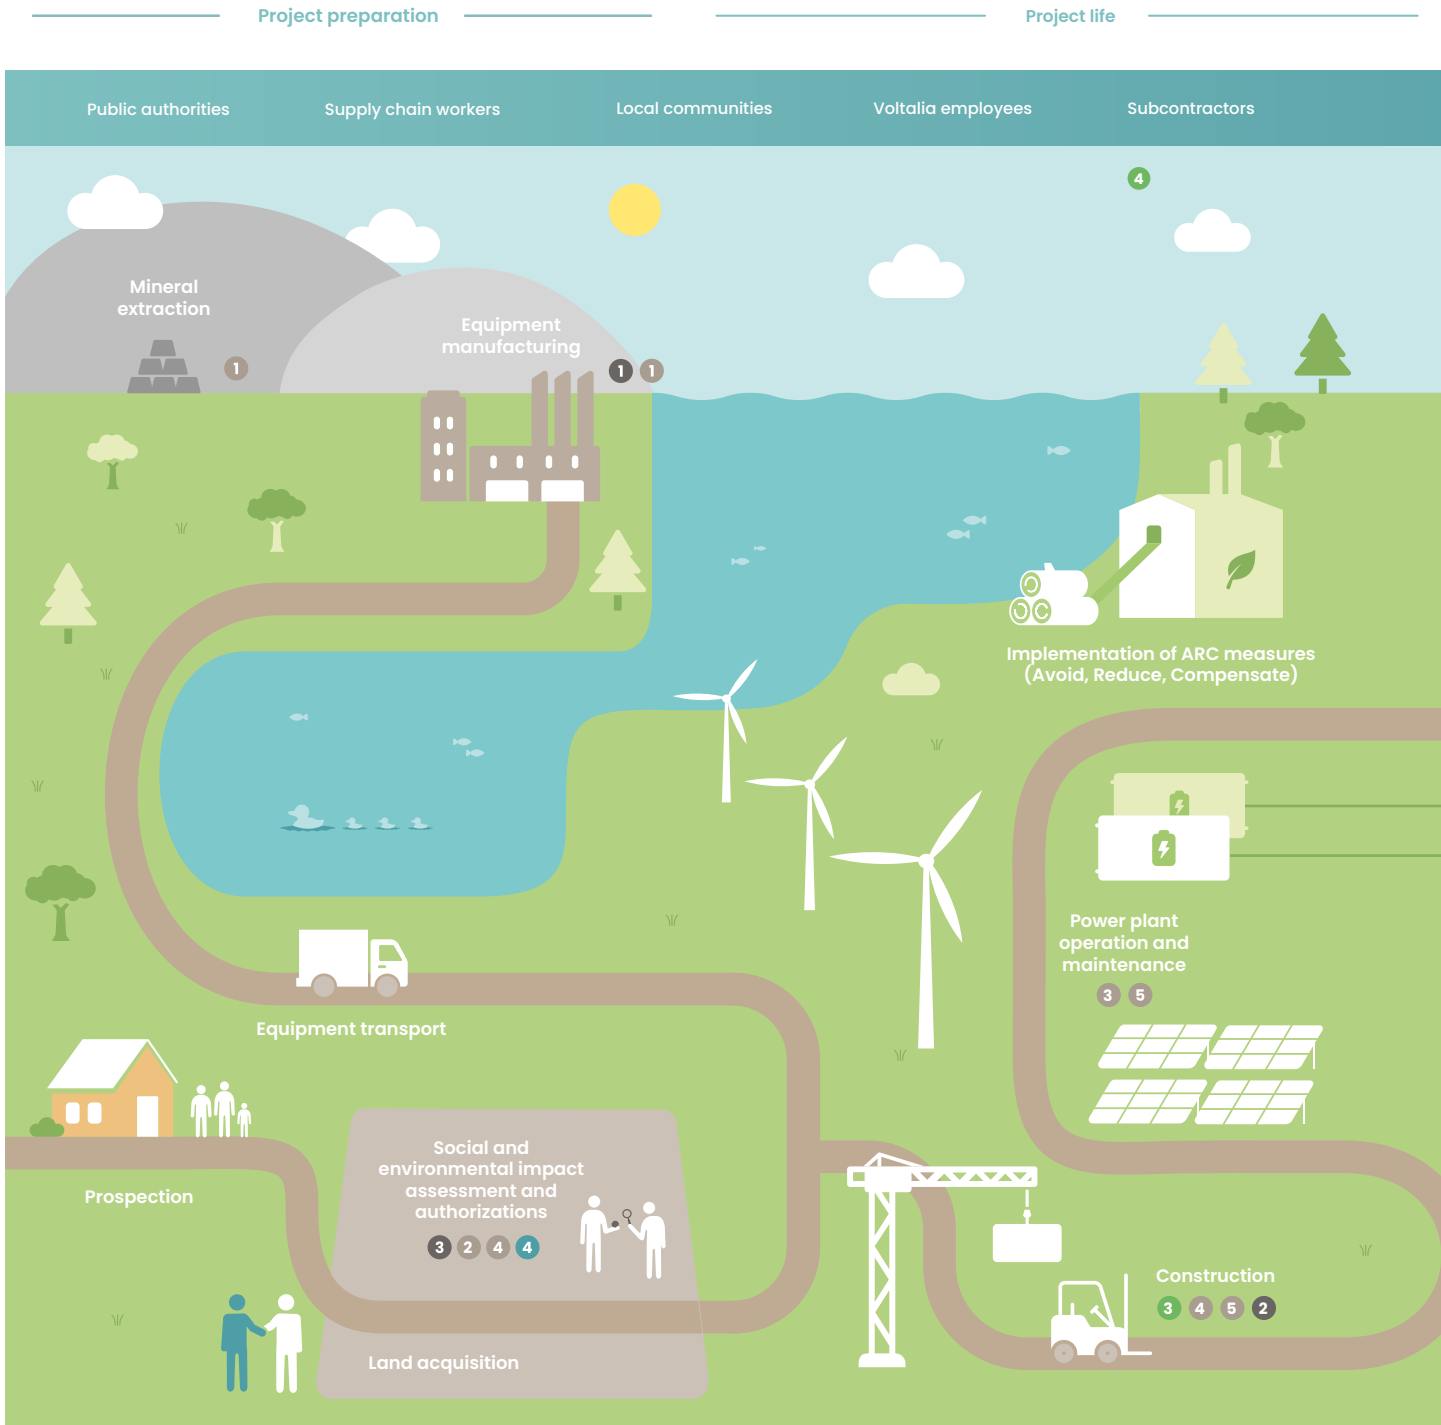 Project preparation
Project life
Public authorities
Supply chain workers
Local communities
Voltalia employees
Subcontractors
4
Mineral
extraction
1
Equipment
manufacturing
1 1
Implementation of ARC measures
(Avoid, Reduce, Compensate)
Power plant
operation and
maintenance
3 5
Equipment transport
Social and
environmental impact
assessment and
authorizations
3 2 4 4
Prospection
Construction
3 4 5 2
Land acquisition